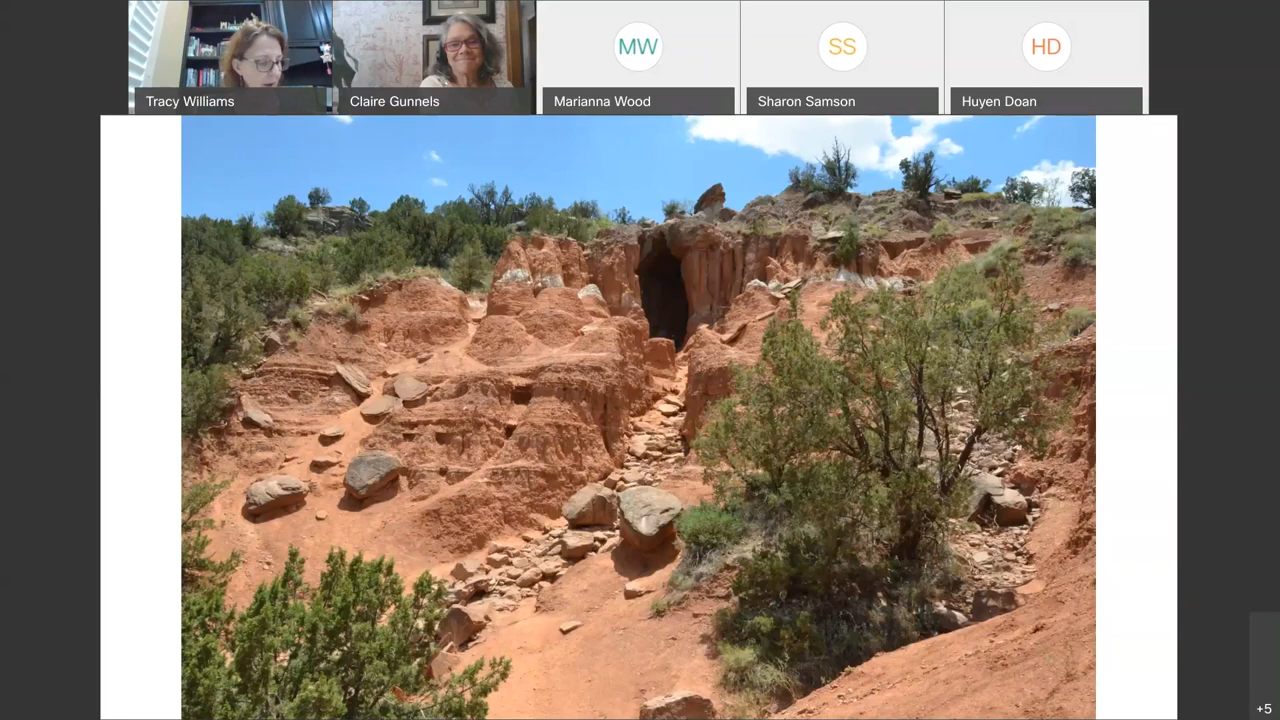 MW
SS
HD
Tracy Williams
Claire Gunnels
Marianna Wood
Sharon Samson
Huyen Doan
+5